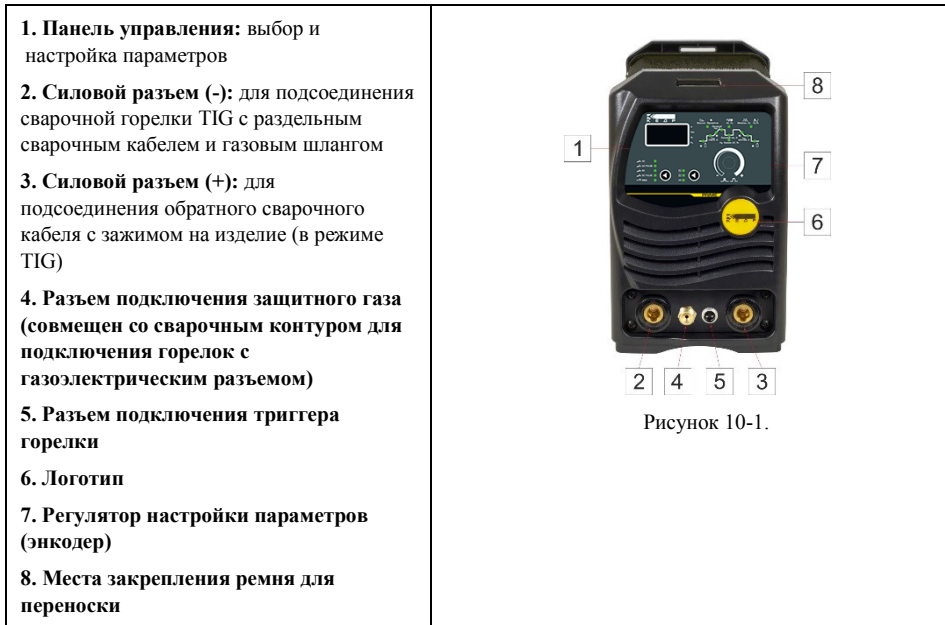 1. Панель управления: выбор и
настройка параметров
2. Силовой разъем (-): для подсоединения
сварочной горелки TIG с раздельным
сварочным кабелем и газовым шлангом
3. Силовой разъем (+): для
подсоединения обратного сварочного
кабеля с зажимом на изделие (в режиме
TIG)
4. Разъем подключения защитного газа
(совмещен со сварочным контуром для
подключения горелок с
газоэлектрическим разъемом)
5. Разъем подключения триггера
горелки
6. Логотип
7. Регулятор настройки параметров
(энкодер)
8. Места закрепления ремня для
переноски
8
1
7
6
2 4 5 3
Рисунок 10-1.